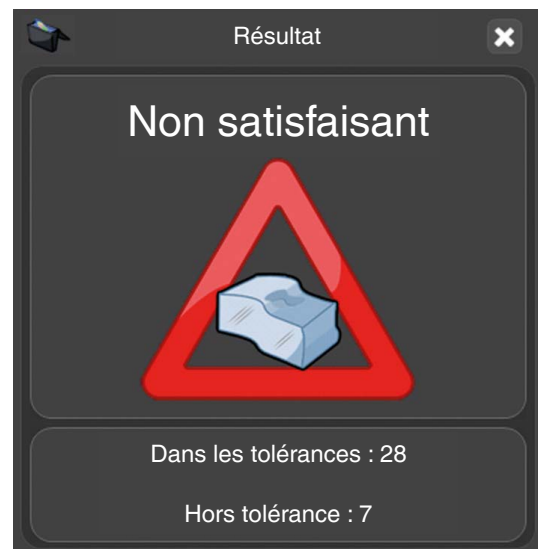 Résultat
Non satisfaisant
Dans les tolérances : 28
Hors tolérance : 7